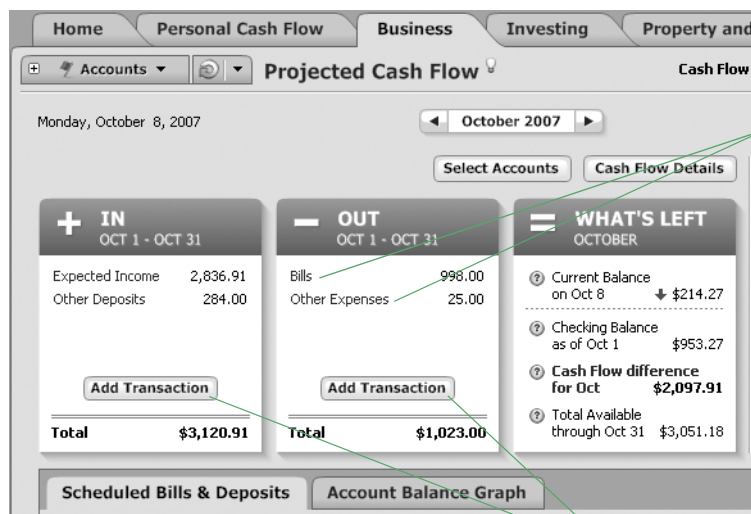 Home Personal Cash Flow Business Investing Property and
Accounts Projected Cash Flow Cash Flow
Monday, October 8, 2007 October 2007
Select Accounts Cash Flow Details
+ IN
OCT 1 - OCT 31
Expected Income 2,836.91
Other Deposits 284.00
Add Transaction
Total $3,120.91
− OUT
OCT 1 - OCT 31
Bills 998.00
Other Expenses 25.00
Add Transaction
Total $1,023.00
= WHAT'S LEFT
OCTOBER
? Current Balance
on Oct 8 $214.27
? Checking Balance
as of Oct 1 $953.27
? Cash Flow difference
for Oct $2,097.91
? Total Available
through Oct 31 $3,051.18
Scheduled Bills & Deposits Account Balance Graph